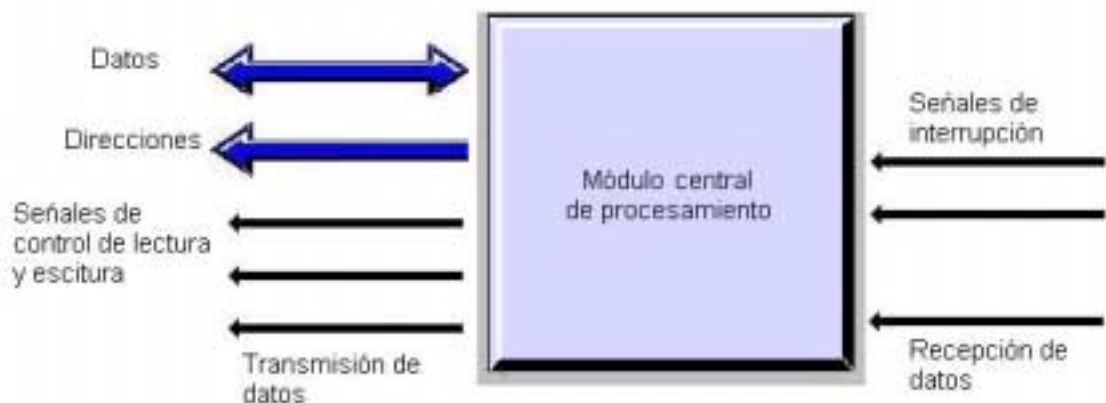 Datos
Direcciones
Señales de
control de lectura
y escitura
Transmisión de
datos
Módulo central
de procesamiento
Señales de
interrupción
Recepción de
datos